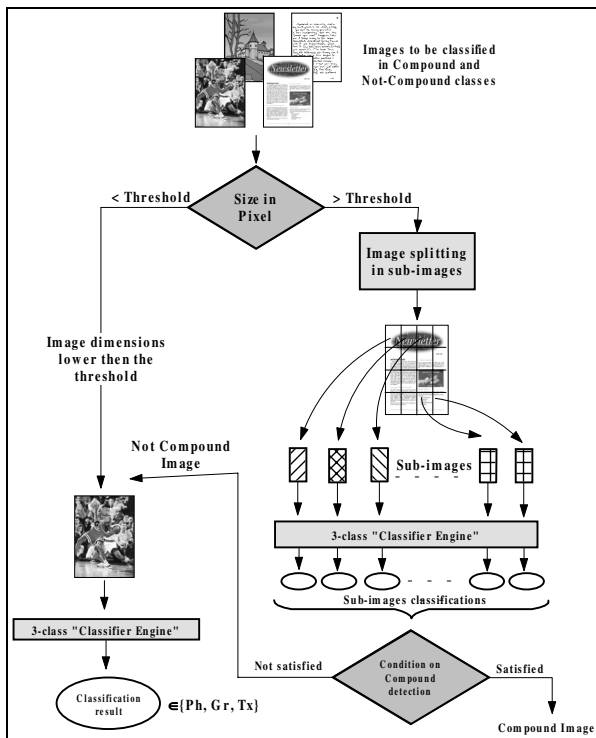 Images to be classified
in Compound and
Not-Compound classes
Newsletter
< Threshold
Size in
Pixel
> Threshold
Image splitting
in sub-images
Image dimensions
lower then the
threshold
Newsletter
Not Compound
Image
Sub-images
3-class "Classifier Engine"
Sub-images classifications
3-class "Classifier Engine"
Not satisfied
Condition on
Compound
detection
Satisfied
Classification
result
∈{Ph, Gr, Tx}
Compound Image